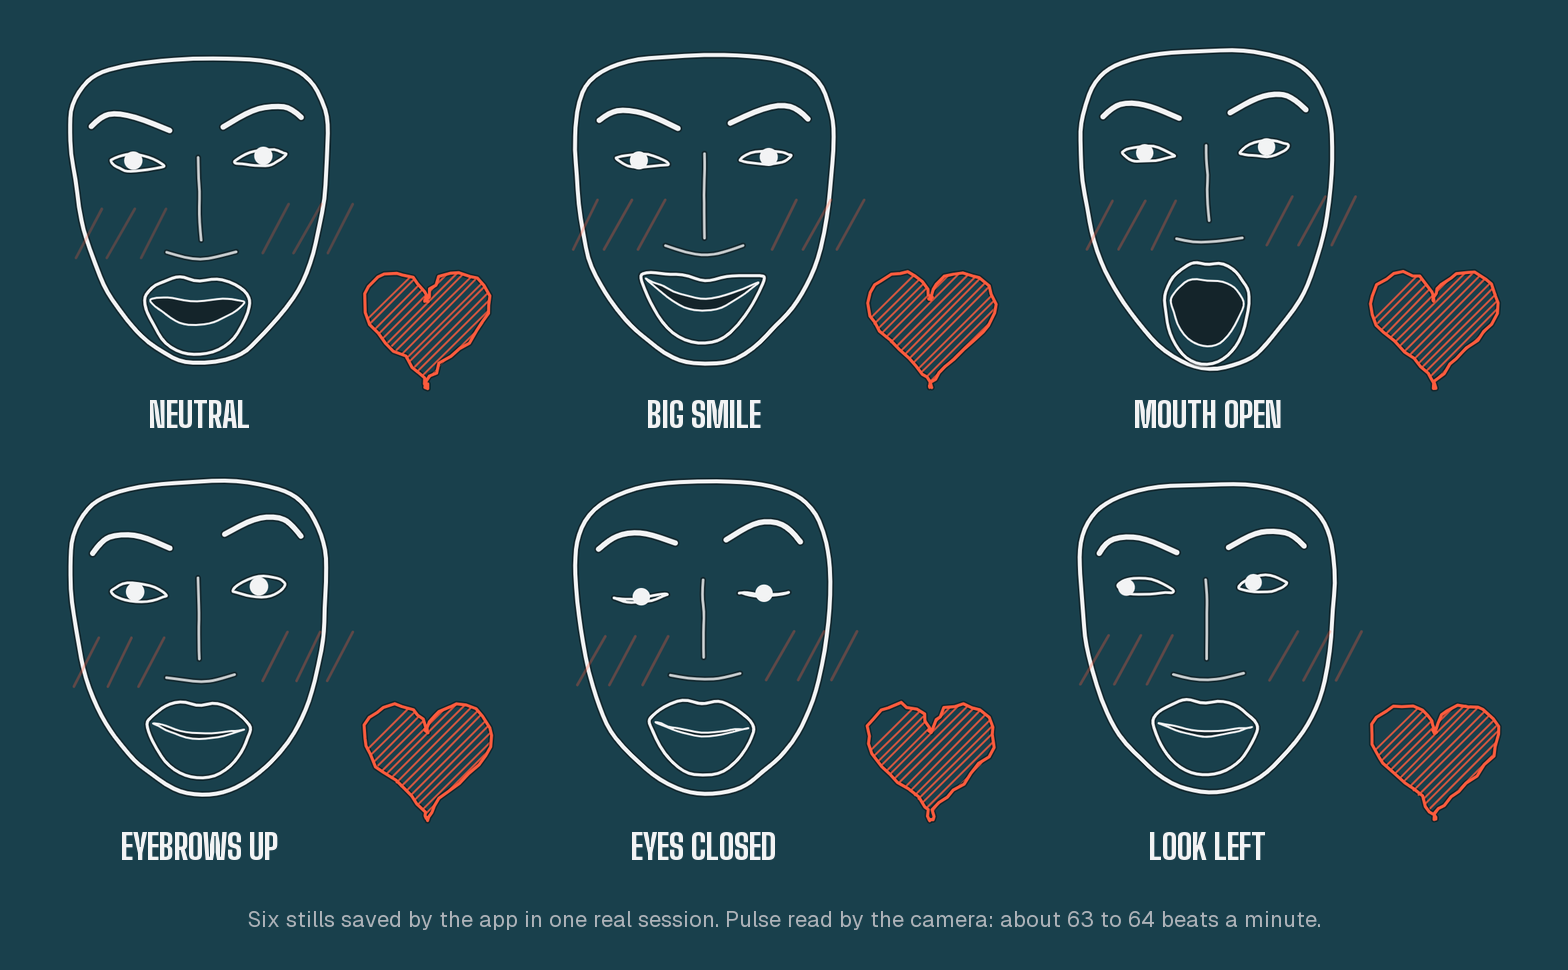 NEUTRAL
BIG SMILE
MOUTH OPEN
EYEBROWS UP
EYES CLOSED
LOOK LEFT
Six stills saved by the app in one real session. Pulse read by the camera: about 63 to 64 beats a minute.